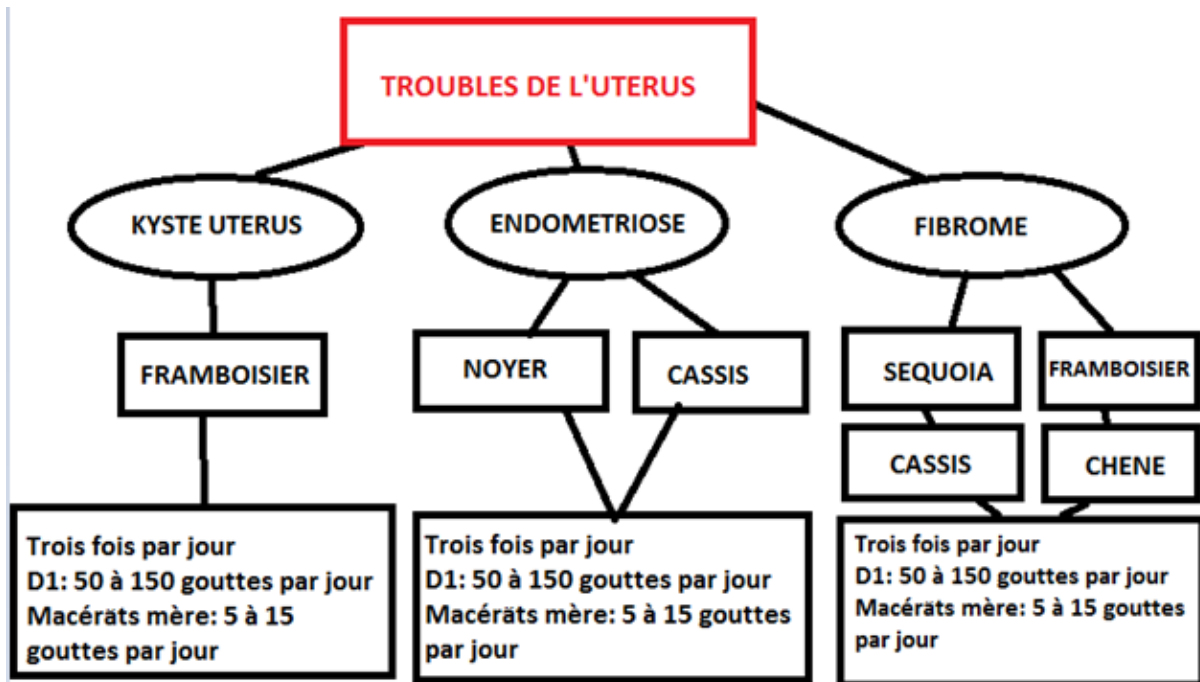 TROUBLES DE L'UTERUS
KYSTE UTERUS
ENDOMETRIOSE
FIBROME
FRAMBOISIER
NOYER
CASSIS
SEQUOIA
FRAMBOISIER
CASSIS
CHENE
Trois fois par jour
D1: 50 à 150 gouttes par jour
Macéräts mère: 5 à 15
gouttes par jour
Trois fois par jour
D1: 50 à 150 gouttes par jour
Macéräts mère: 5 à 15 gouttes
par jour
Trois fois par jour
D1: 50 à 150 gouttes par jour
Macéräts mère: 5 à 15 gouttes
par jour